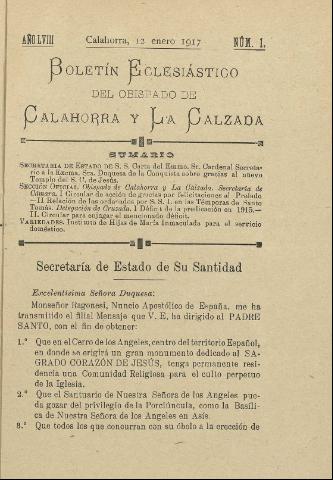 AÑO LVIII Calahorra, 12 enero 1917 NÚM. 1.
BOLETÍN ECLESIÁSTICO
DEL OBISPADO DE
CALAHORRA Y LA CALZADA
SUMARIO
SECRETARIA DE ESTADO DE S. S. Carta del Emmo. Sr. Cardenal Secreta-
rio a la Excma. Sra. Duquesa de la Conquista sobre gracias al nuevo
Templo del S. C. de Jesús.
SECCIÓN OFICIAL. Obispado de Calahorra y La Calzada. Secretaría de
Cámara. I Circular de acción de gracias por felicitaciones al Prelado
—II Relación de los ordenados por S. S. I. en las Témporas de Santo
Tomás. Delegación de Cruzada. I Déficit de la predicación en 1915.—
II. Circular para enjugar el mencionado déficit.
VARIEDADES. Instituto de Hijas de María Inmaculada para el servicio
doméstico.
Secretaría de Estado de Su Santidad
Excelentísima Señora Duquesa:
Monseñor Ragonesi, Nuncio Apostólico de España, me ha
transmitido el filial Mensaje que V. E, ha dirigido al PADRE
SANTO, con el fin de obtener:
1.º Que en el Cerro de los Angeles, centro del territorio Español,
en donde se erigirá un gran monumento dedicado al SA-
GRADO CORAZÓN DE JESÚS, tenga permanente resi-
dencia una Comunidad Religiosa para el culto perpetuo
de la Iglesia.
2.º Que el Santuario de Nuestra Señora de los Angeles pue-
da gozar del privilegio de la Porciúncula, como la Basíli-
ca de Nuestra Señora de los Angeles en Asís.
3.º Que todos los que concurran con su óbolo a la erección de